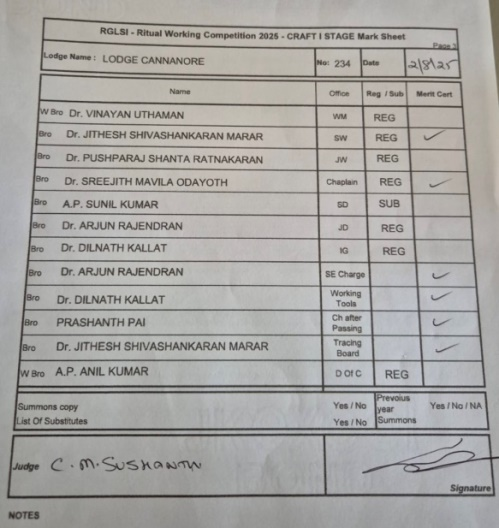 RGLSI - Ritual Working Competition 2025 - CRAFT I STAGE Mark Sheet
Page 3
Lodge Name : LODGE CANNANORE No: 234 Date 2/8/25
Name Office Reg / Sub Merit Cert
W Bro Dr. VINAYAN UTHAMAN WM REG
Bro Dr. JITHESH SHIVASHANKARAN MARAR SW REG ✓
Bro Dr. PUSHPARAJ SHANTA RATNAKARAN JW REG
Bro Dr. SREEJITH MAVILA ODAYOTH Chaplain REG ✓
Bro A.P. SUNIL KUMAR SD SUB
Bro Dr. ARJUN RAJENDRAN JD REG
Bro Dr. DILNATH KALLAT IG REG
Bro Dr. ARJUN RAJENDRAN SE Charge ✓
Bro Dr. DILNATH KALLAT Working Tools ✓
Bro PRASHANTH PAI Ch after Passing ✓
Bro Dr. JITHESH SHIVASHANKARAN MARAR Tracing Board ✓
W Bro A.P. ANIL KUMAR D Of C REG
Summons copy Yes / No Prevoius year Summons Yes / No / NA
List Of Substitutes Yes / No
Judge C.M.SUSHANTH
Signature
NOTES